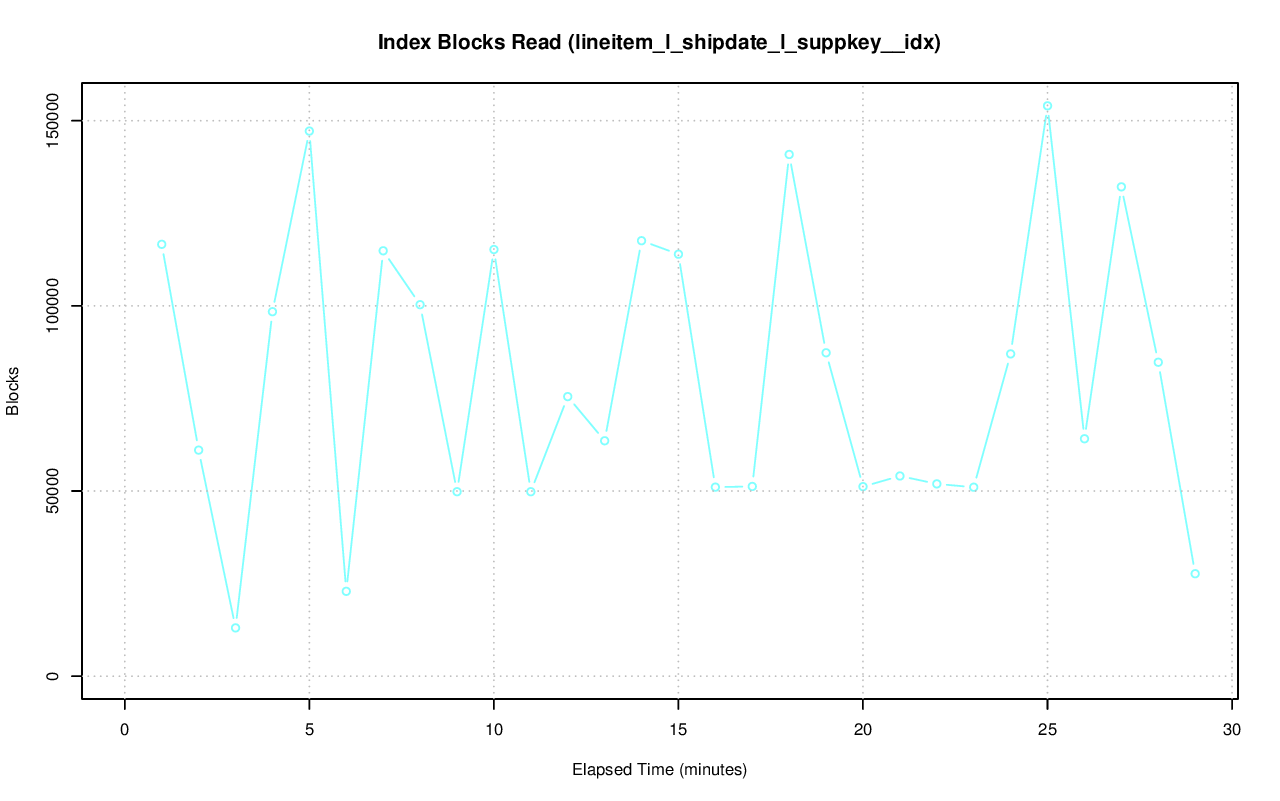 Index Blocks Read (lineitem_l_shipdate_l_suppkey__idx)
150000
100000
50000
0
Blocks
0 5 10 15 20 25 30
Elapsed Time (minutes)